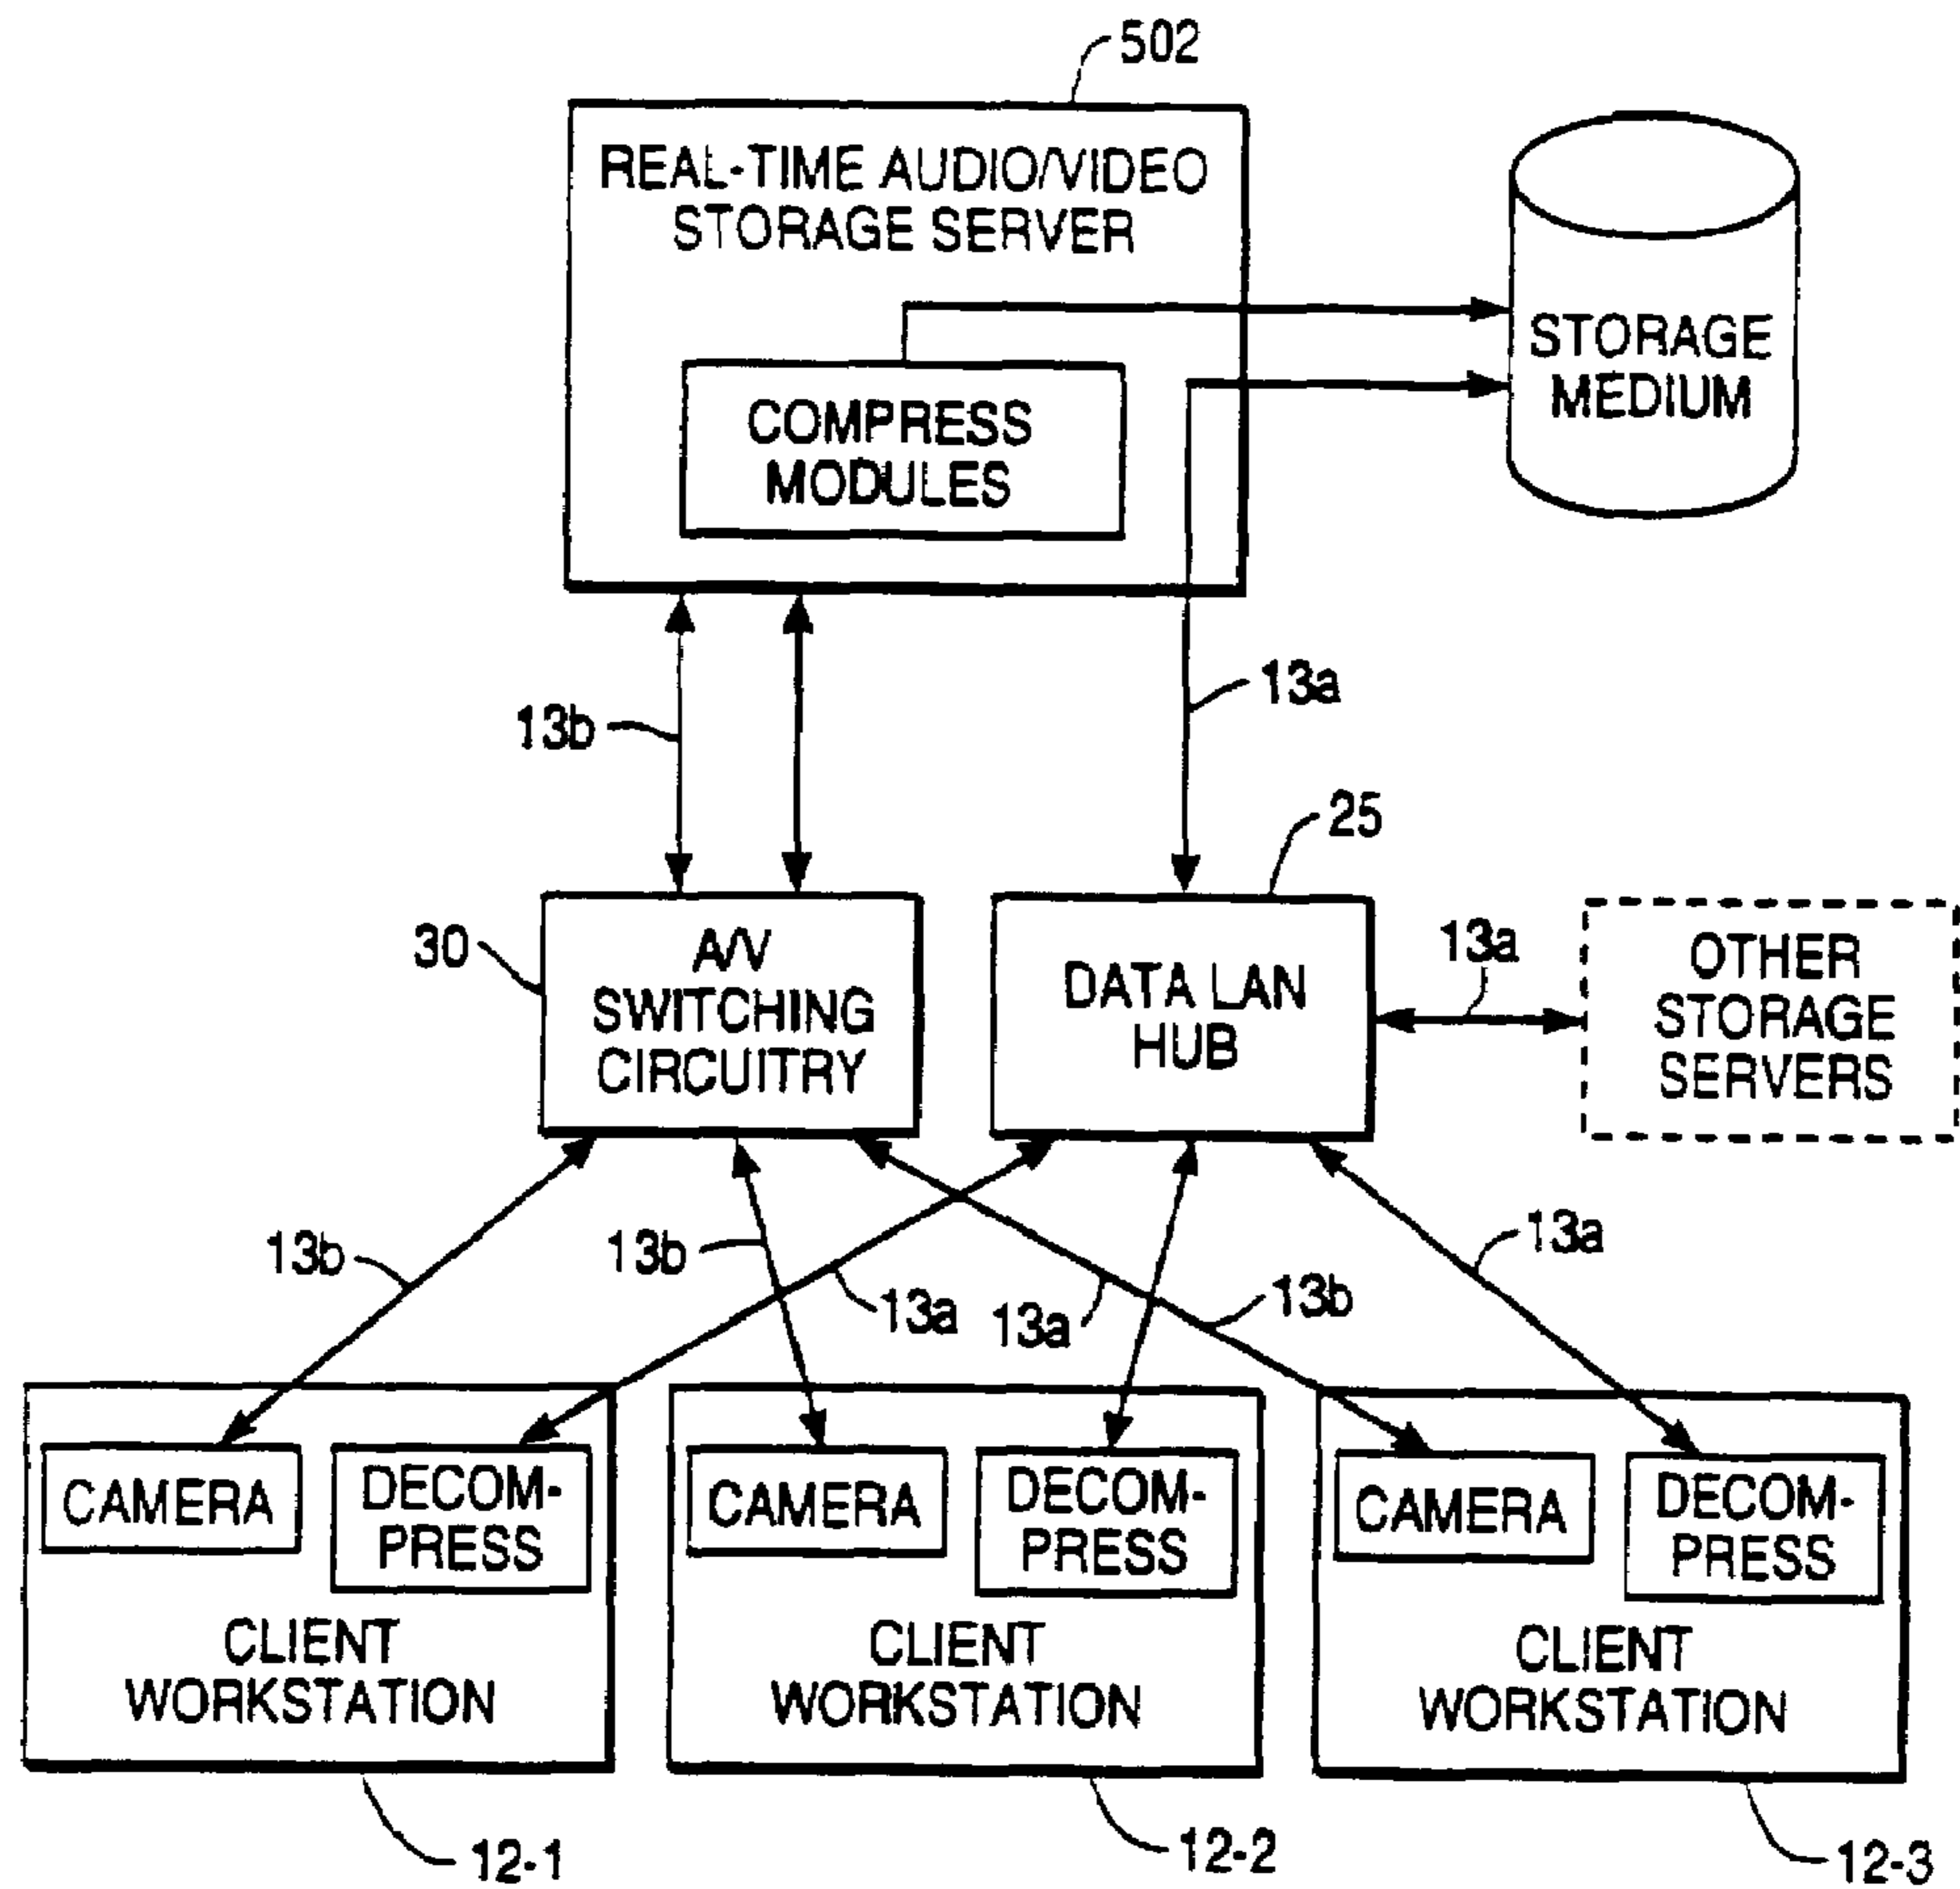 502
REAL-TIME AUDIO/VIDEO
STORAGE SERVER
STORAGE
MEDIUM
COMPRESS
MODULES
13b
13a
25
30
A/V
SWITCHING
CIRCUITRY
DATA LAN
HUB
13a
OTHER
STORAGE
SERVERS
13b
13b
13a
13a
13b
13a
CAMERA
DECOM-
PRESS
CLIENT
WORKSTATION
CAMERA
DECOM-
PRESS
CLIENT
WORKSTATION
CAMERA
DECOM-
PRESS
CLIENT
WORKSTATION
12-1
12-2
12-3